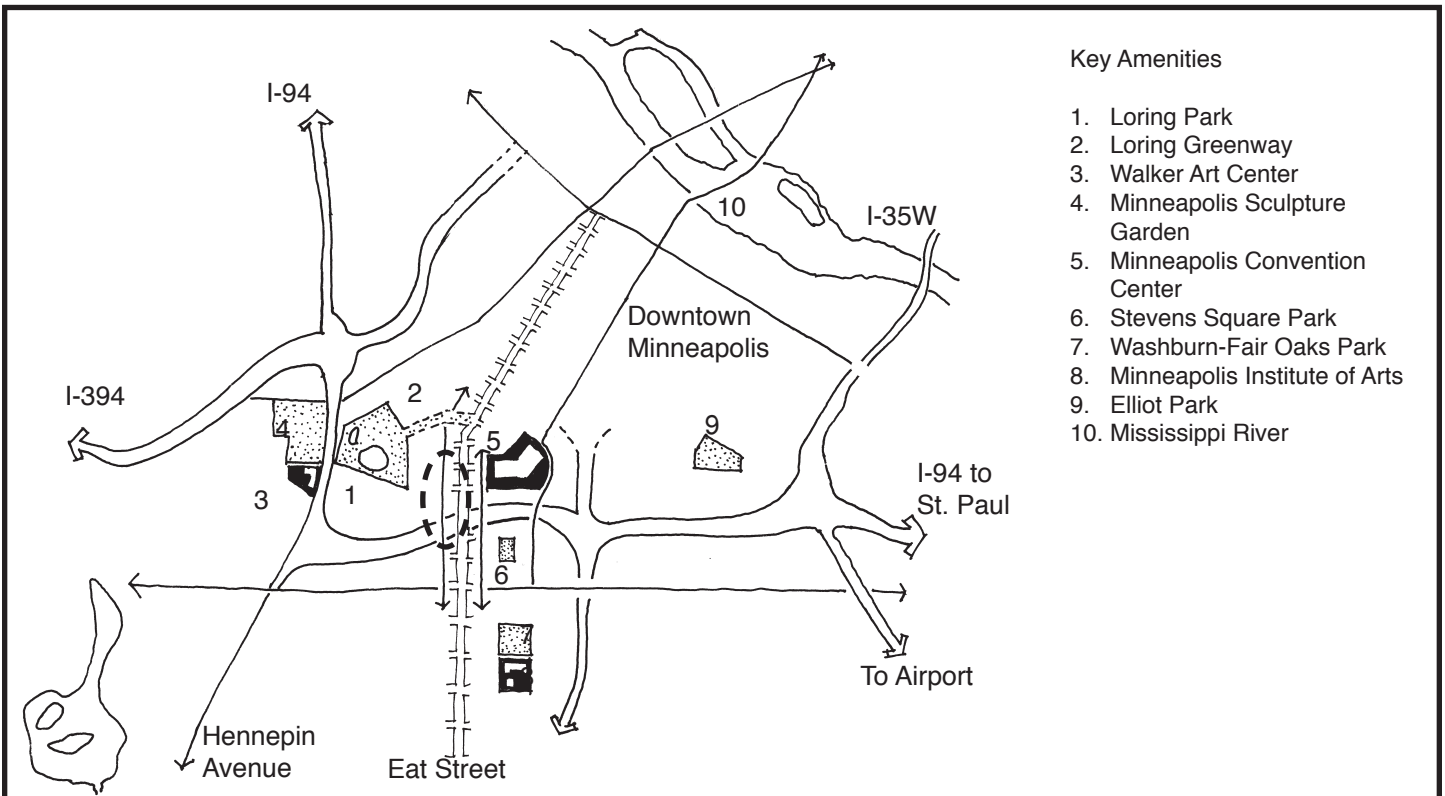 I-94
I-394
I-35W
10
Downtown
Minneapolis
2
4
5
9
3
1
6
I-94 to
St. Paul
To Airport
Hennepin
Avenue
Eat Street
Key Amenities
1. Loring Park
2. Loring Greenway
3. Walker Art Center
4. Minneapolis Sculpture
Garden
5. Minneapolis Convention
Center
6. Stevens Square Park
7. Washburn-Fair Oaks Park
8. Minneapolis Institute of Arts
9. Elliot Park
10. Mississippi River